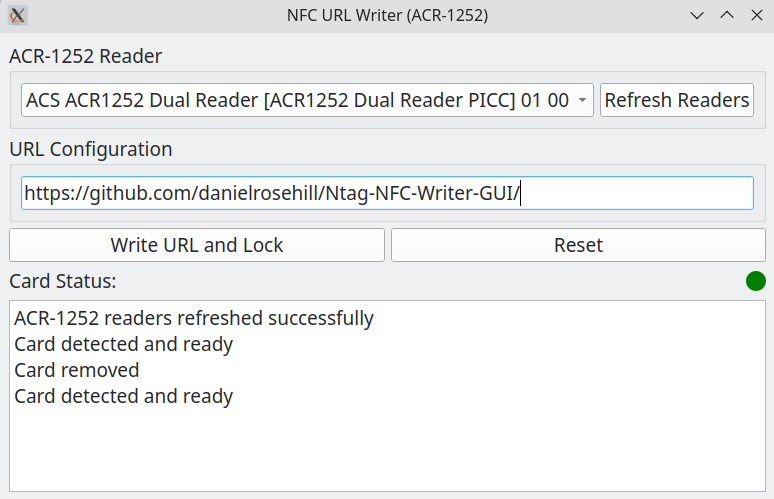 NFC URL Writer (ACR-1252)
ACR-1252 Reader
ACS ACR1252 Dual Reader [ACR1252 Dual Reader PICC] 01 00
Refresh Readers
URL Configuration
https://github.com/danielrosehill/Ntag-NFC-Writer-GUI/
Write URL and Lock
Reset
Card Status:
ACR-1252 readers refreshed successfully
Card detected and ready
Card removed
Card detected and ready